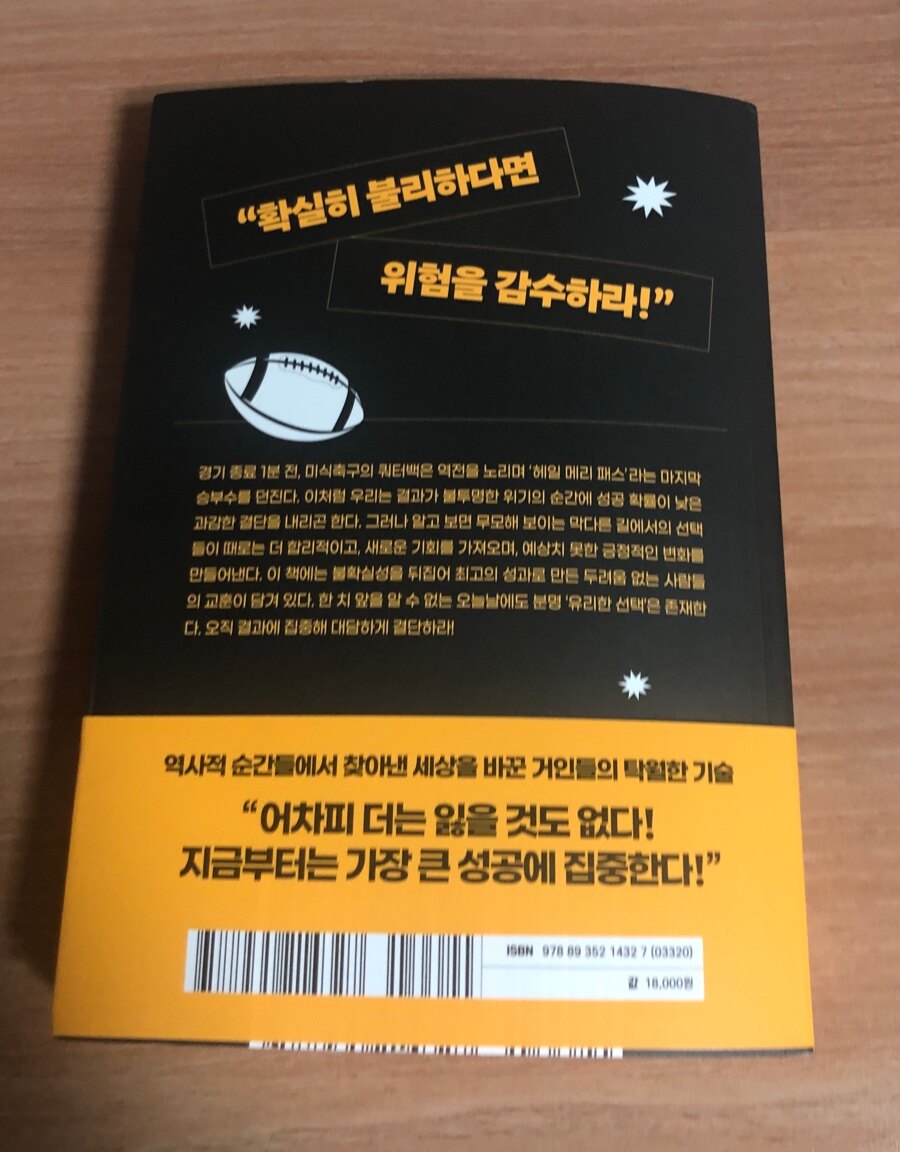 “확실히 불리하다면
위험을 감수하라!”
경기 종료 1분 전, 미식축구의 쿼터백은 역전을 노리며 ‘헤일 메리 패스’라는 마지막
승부수를 던진다. 이처럼 우리는 결과가 불투명한 위기의 순간에 성공 확률이 낮은
과감한 결단을 내리곤 한다. 그러나 알고 보면 무모해 보이는 막다른 길에서의 선택
들이 때로는 더 합리적이고, 새로운 기회를 가져오며, 예상치 못한 긍정적인 변화를
만들어낸다. 이 책에는 불확실성을 뒤집어 최고의 성과로 만든 두려움 없는 사람들
의 교훈이 담겨 있다. 한 치 앞을 알 수 없는 오늘날에도 분명 ‘유리한 선택’은 존재한
다. 오직 결과에 집중해 대담하게 결단하라!
역사적 순간들에서 찾아낸 세상을 바꾼 거인들의 탁월한 기술
“어차피 더는 잃을 것도 없다!
지금부터는 가장 큰 성공에 집중한다!”
ISBN 978 89 352 1432 7 (03320)
값 18,000원